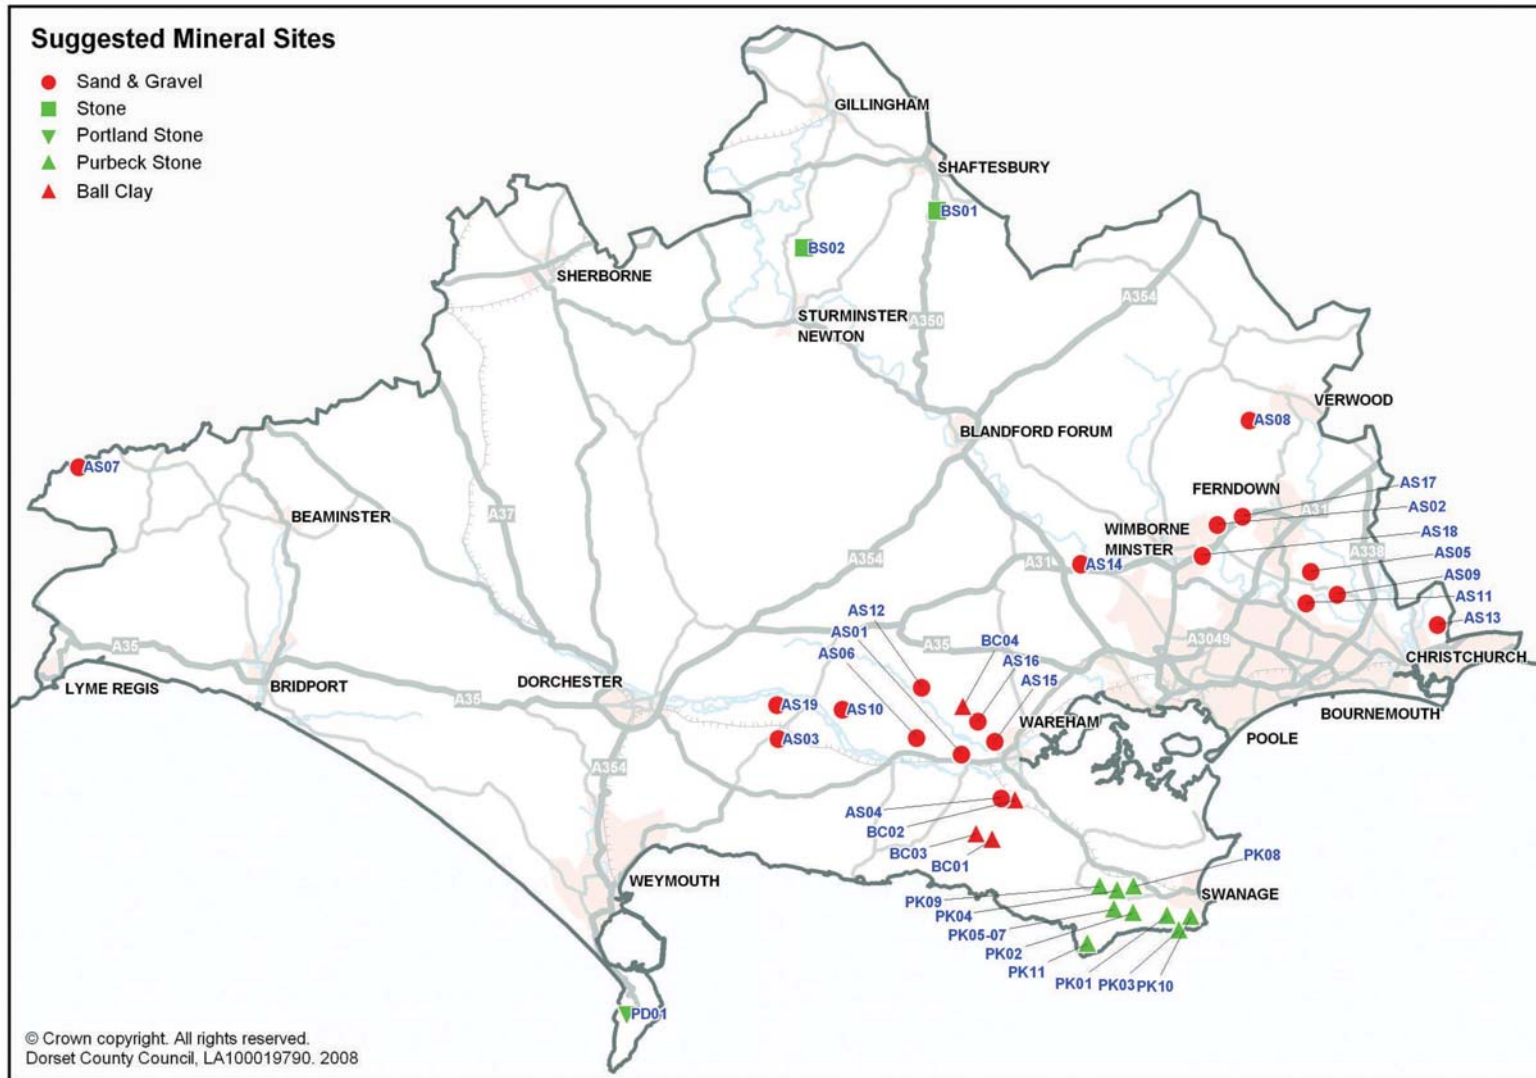 Suggested Mineral Sites
Sand & Gravel
Stone
Portland Stone
Purbeck Stone
Ball Clay
GILLINGHAM
SHAFTESBURY
BS01
BS02
SHERBORNE
STURMINSTER
NEWTON
A350
A354
VERWOOD
AS08
BLANDFORD FORUM
AS07
BEAMINSTER
A37
FERNDOWN
AS17
AS02
A31
WIMBORNE
MINSTER
AS18
A338
AS05
A354
A31
AS14
AS09
AS11
AS13
AS12
AS01
AS06
A35
BC04
AS16
AS15
A3049
CHRISTCHURCH
A35
LYME REGIS
BRIDPORT
A35
DORCHESTER
AS19
AS10
AS03
WAREHAM
BOURNEMOUTH
POOLE
A354
AS04
BC02
BC03
BC01
PK08
WEYMOUTH
SWANAGE
PK09
PK04
PK05-07
PK02
PK11
PK01
PK03
PK10
PD01
© Crown copyright. All rights reserved.
Dorset County Council, LA100019790. 2008